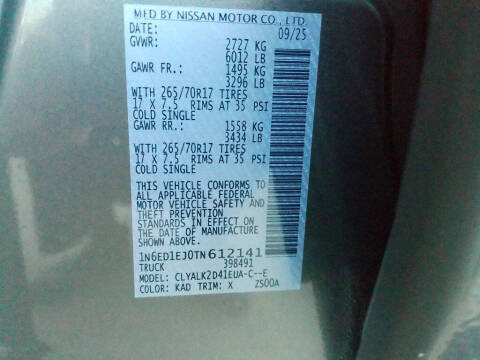 MFD BY NISSAN MOTOR CO., LTD.
DATE: 09/25
GVWR: 2727 KG
6012 LB
GAWR FR.: 1495 KG
3296 LB
WITH 265/70R17 TIRES
17 X 7.5 RIMS AT 35 PSI
COLD SINGLE
GAWR RR.: 1558 KG
3434 LB
WITH 265/70R17 TIRES
17 X 7.5 RIMS AT 35 PSI
COLD SINGLE
THIS VEHICLE CONFORMS TO
ALL APPLICABLE FEDERAL
MOTOR VEHICLE SAFETY AND
THEFT PREVENTION
STANDARDS IN EFFECT ON
THE DATE OF MANUFACTURE
SHOWN ABOVE.
1N6ED1EJ0TN612141
TRUCK 398491
MODEL: CLYALK2D41EUA-C--E
COLOR: KAD TRIM: X ZS00A